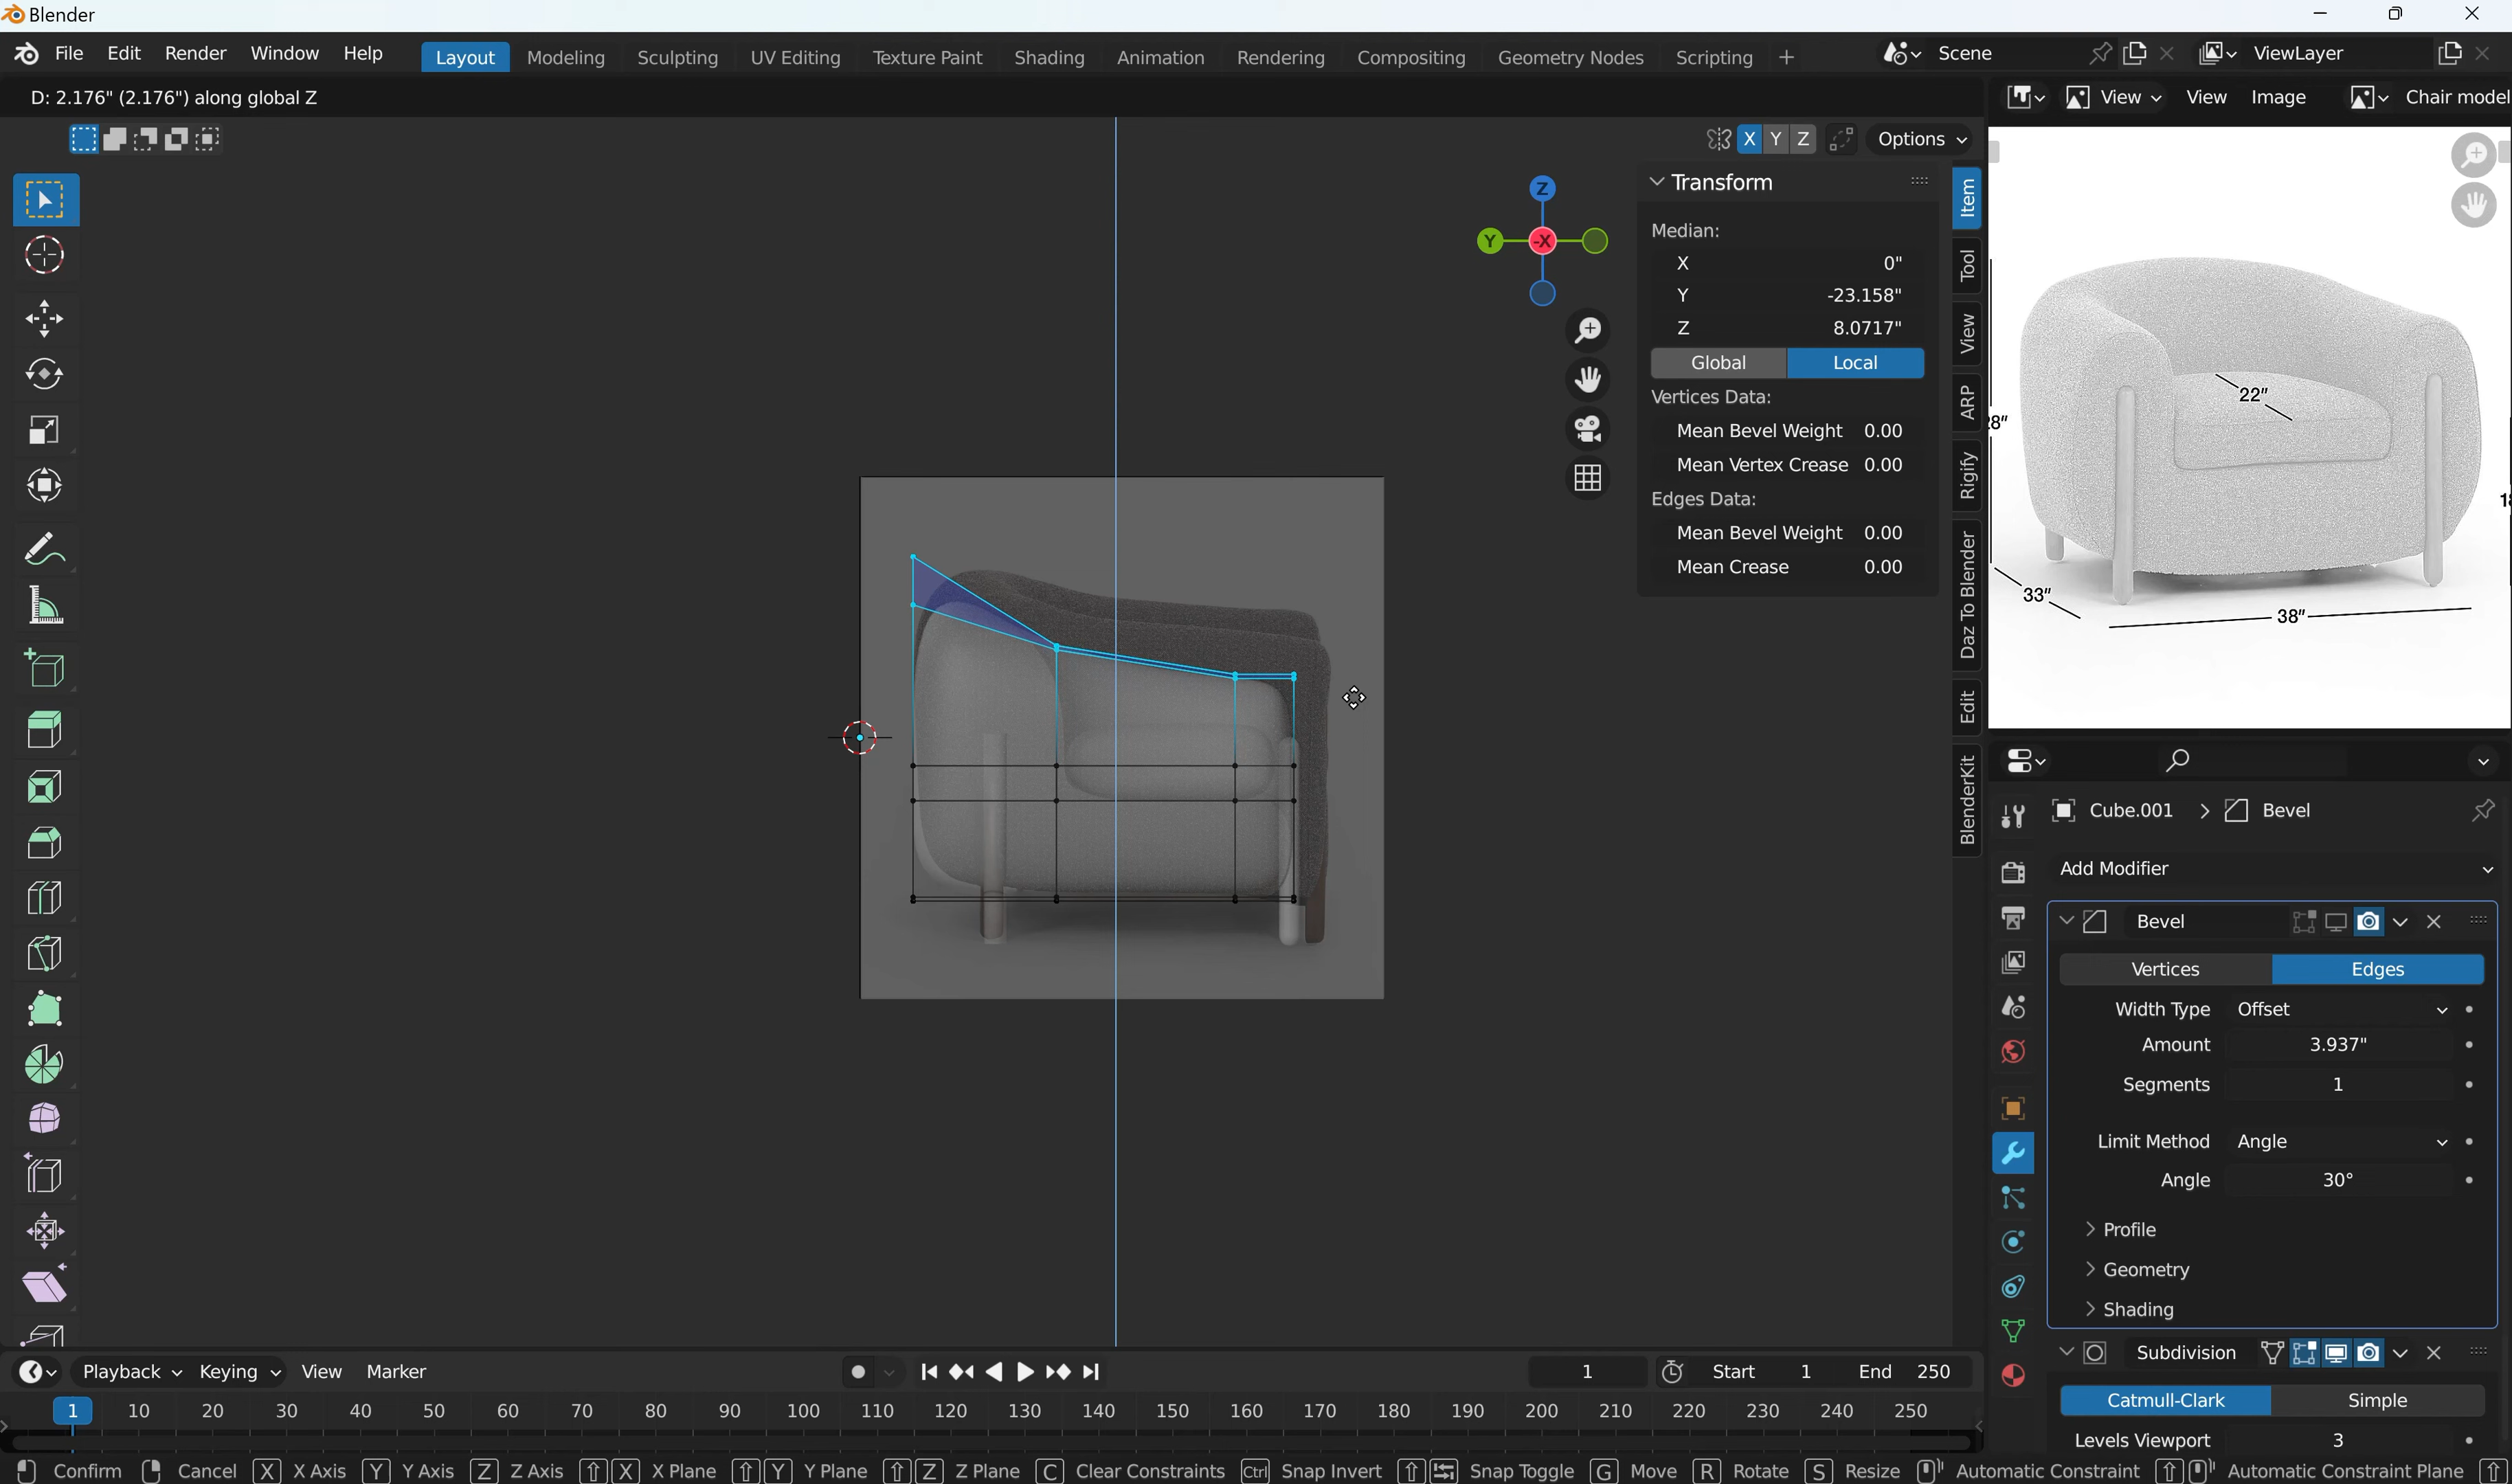 Blender
File Edit Render Window Help Layout Modeling Sculpting UV Editing Texture Paint Shading Animation Rendering Compositing Geometry Nodes Scripting + Scene ViewLayer
D: 2.176" (2.176") along global Z
View View Image Chair model
X Y Z Options
Transform
Median:
X 0"
Y -23.158"
Z 8.0717"
Global Local
Vertices Data:
Mean Bevel Weight 0.00
Mean Vertex Crease 0.00
Edges Data:
Mean Bevel Weight 0.00
Mean Crease 0.00
Z
Y -X
Item
Tool
View
ARP
Rigify
Daz To Blender
Edit
BlenderKit
22"
28"
33"
38"
Cube.001 > Bevel
Add Modifier
Bevel
Vertices Edges
Width Type Offset
Amount 3.937"
Segments 1
Limit Method Angle
Angle 30°
Profile
Geometry
Shading
Subdivision
Catmull-Clark Simple
Levels Viewport 3
Playback Keying View Marker 1 Start 1 End 250
1 10 20 30 40 50 60 70 80 90 100 110 120 130 140 150 160 170 180 190 200 210 220 230 240 250
Confirm Cancel X X Axis Y Y Axis Z Z Axis X X Plane Y Y Plane Z Z Plane C Clear Constraints Ctrl Snap Invert Snap Toggle G Move R Rotate S Resize Automatic Constraint Automatic Constraint Plane